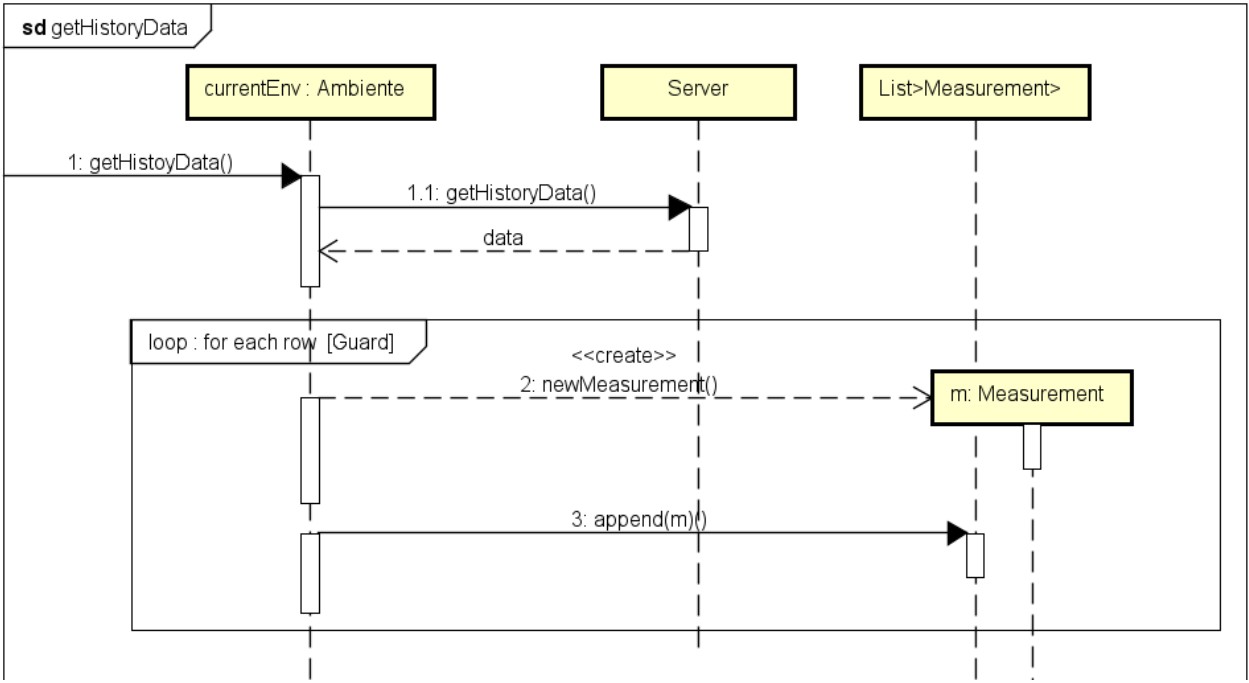 sd getHistoryData
currentEnv : Ambiente
Server
List>Measurement>
1: getHistoyData()
1.1: getHistoryData()
data
loop : for each row [Guard]
<<create>>
2: newMeasurement()
m: Measurement
3: append(m)()